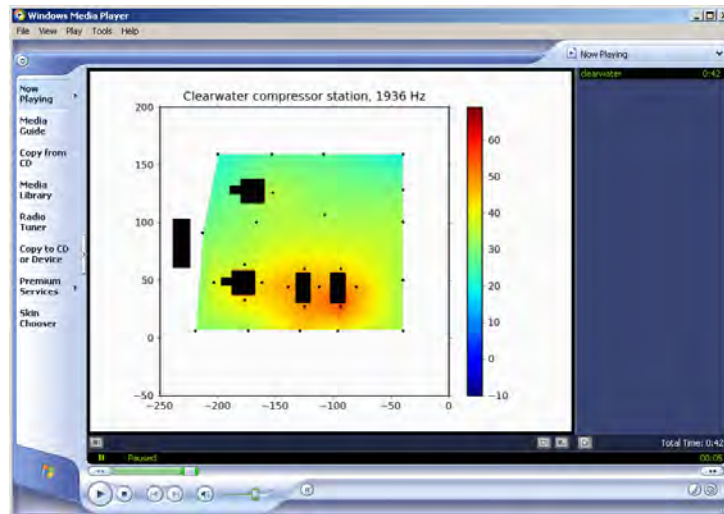 Windows Media Player
File View Play Tools Help
Now Playing
Now
Playing
Media
Guide
Copy from
CD
Media
Library
Radio
Tuner
Copy to CD
or Device
Premium
Services
Skin
Chooser
clearwater 0:42
Clearwater compressor station, 1936 Hz
200
150
100
50
0
−50
−250 −200 −150 −100 −50 0
60
50
40
30
20
10
0
−10
Total Time: 0:42
Paused 00:05